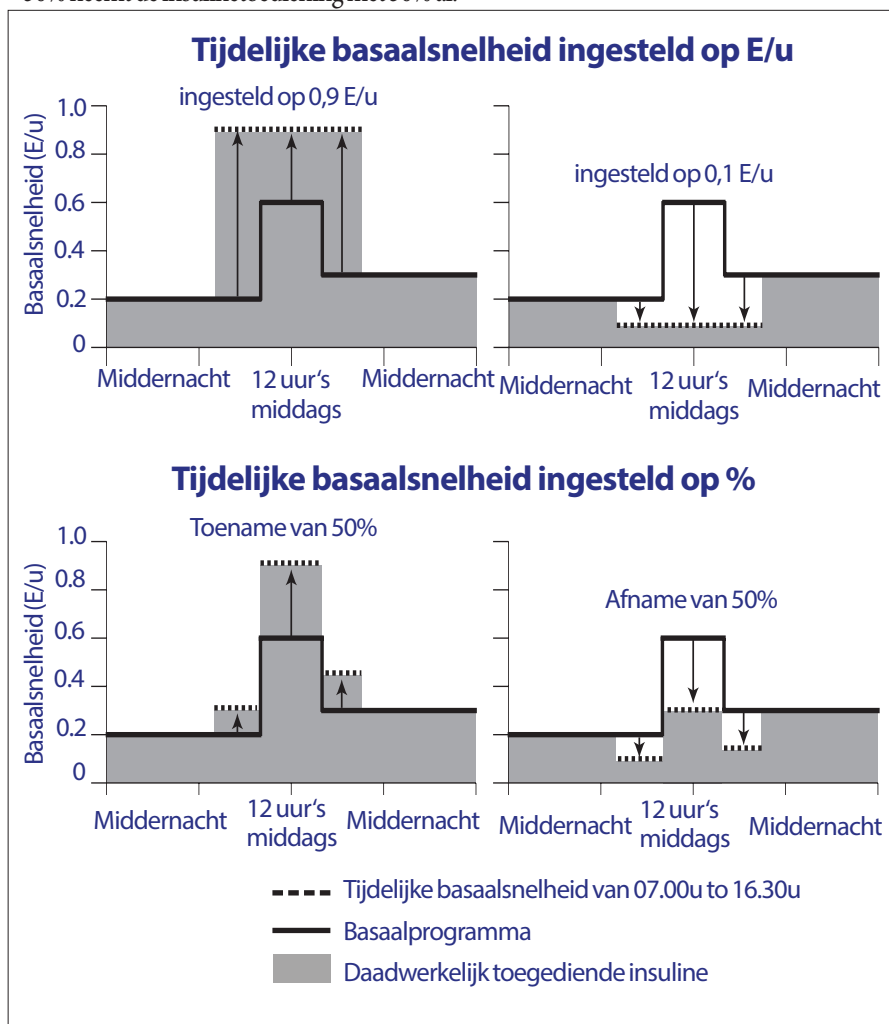 Tijdelijke basaalsnelheid ingesteld op E/u
ingesteld op 0,9 E/u
Basaalsnelheid (E/u)
1.0
0.8
0.6
0.4
0.2
0
Middernacht
12 uur‘s
middags
Middernacht
ingesteld op 0,1 E/u
Middernacht
12 uur‘s
middags
Middernacht
Tijdelijke basaalsnelheid ingesteld op %
Toename van 50%
Basaalsnelheid (E/u)
1.0
0.8
0.6
0.4
0.2
0
Middernacht
12 uur‘s
middags
Middernacht
Afname van 50%
Middernacht
12 uur‘s
middags
Middernacht
Tijdelijke basaalsnelheid van 07.00u to 16.30u
Basaalprogramma
Daadwerkelijk toegediende insuline